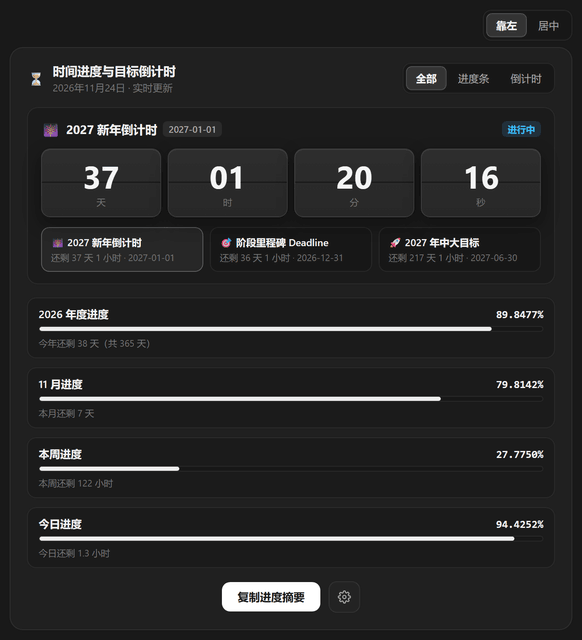 靠左 居中
时间进度与目标倒计时
2026年11月24日 · 实时更新
全部 进度条 倒计时
2027 新年倒计时 2027-01-01 进行中
37 01 20 16
天 时 分 秒
2027 新年倒计时
还剩 37 天 1 小时 · 2027-01-01
阶段里程碑 Deadline
还剩 36 天 1 小时 · 2026-12-31
2027 年中大目标
还剩 217 天 1 小时 · 2027-06-30
2026 年度进度 89.8477%
今年还剩 38 天（共 365 天）
11 月进度 79.8142%
本月还剩 7 天
本周进度 27.7750%
本周还剩 122 小时
今日进度 94.4252%
今日还剩 1.3 小时
复制进度摘要